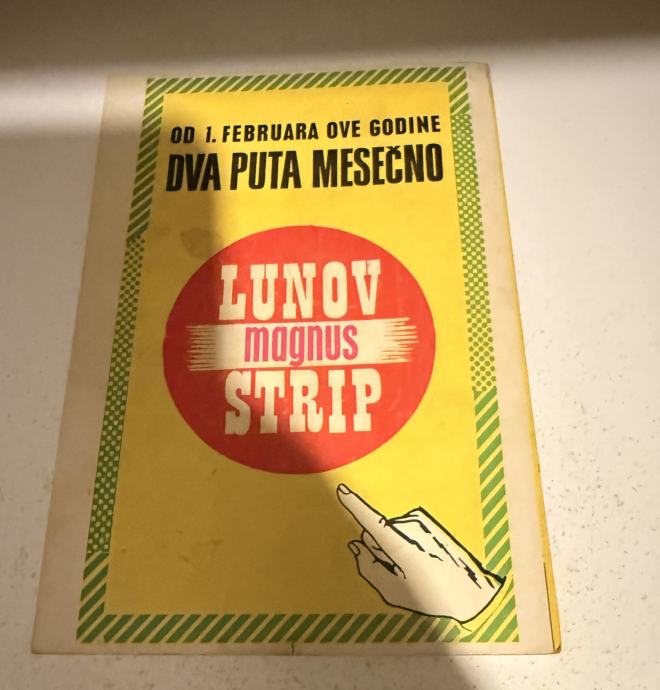 OD 1. FEBRUARA OVE GODINE
DVA PUTA MESEČNO
LUNOV
magnus
STRIP